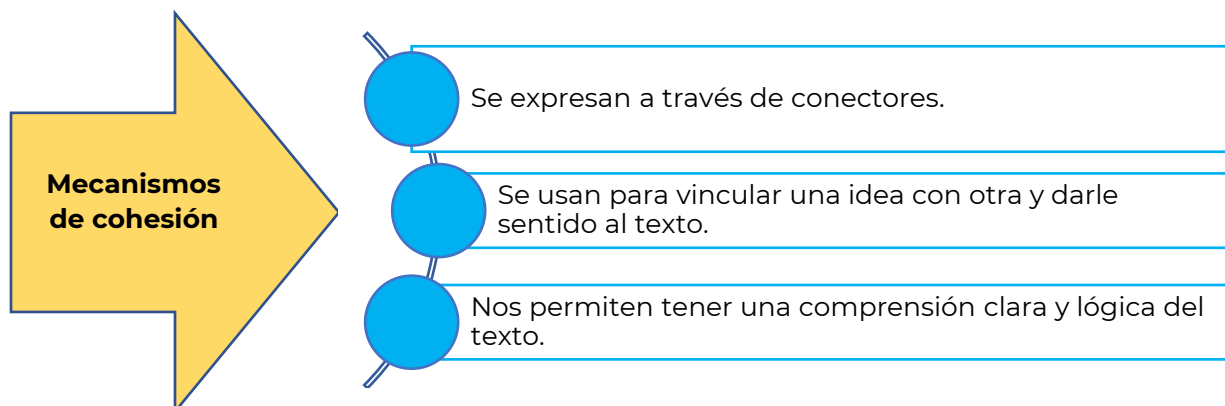 Mecanismos
de cohesión
Se expresan a través de conectores.
Se usan para vincular una idea con otra y darle
sentido al texto.
Nos permiten tener una comprensión clara y lógica del
texto.